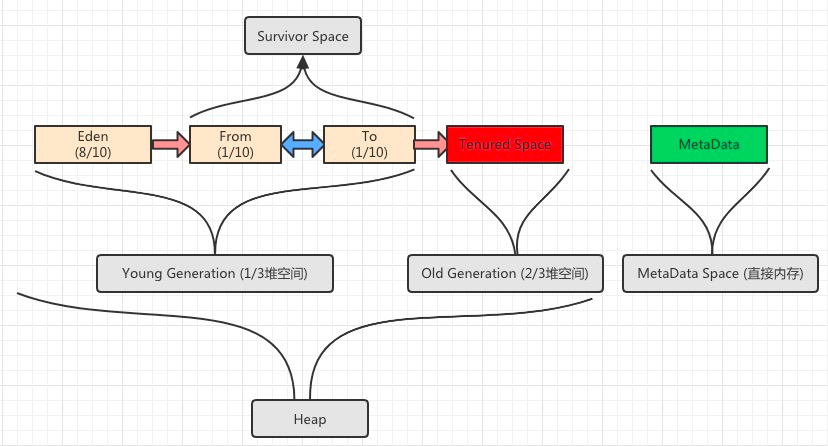 Survivor Space
Eden
(8/10)
From
(1/10)
To
(1/10)
Tenured Space
MetaData
Young Generation (1/3堆空间)
Old Generation (2/3堆空间)
MetaData Space (直接内存)
Heap